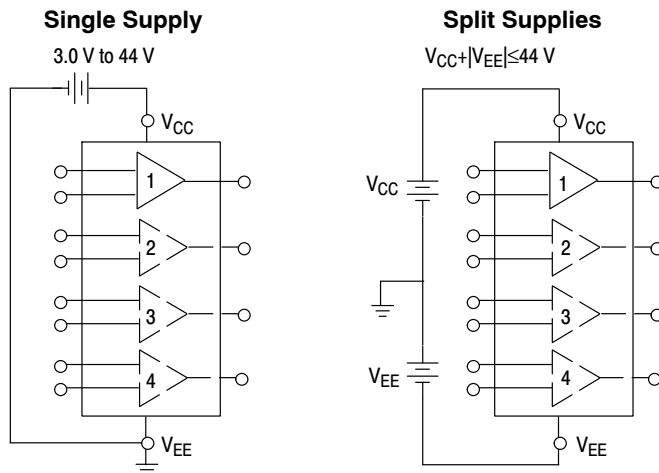 Single Supply
3.0 V to 44 V
VCC
1
2
3
4
VEE
Split Supplies
VCC+|VEE|≤44 V
VCC
VCC
1
2
3
VEE
4
VEE